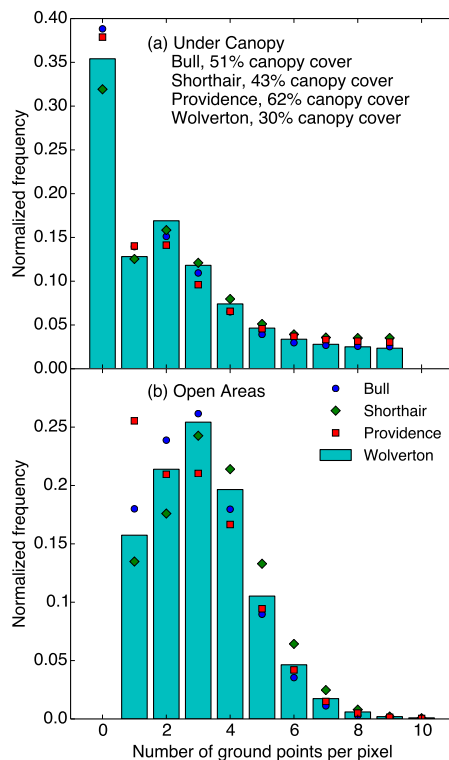 0.40
0.35
0.30
0.25
0.20
0.15
0.10
0.05
0.00
Normalized frequency
(a) Under Canopy
Bull, 51% canopy cover
Shorthair, 43% canopy cover
Providence, 62% canopy cover
Wolverton, 30% canopy cover
(b) Open Areas
Bull
Shorthair
Providence
Wolverton
0.25
0.2
0.15
0.1
0.05
0.00
Normalized frequency
0 2 4 6 8 10
Number of ground points per pixel